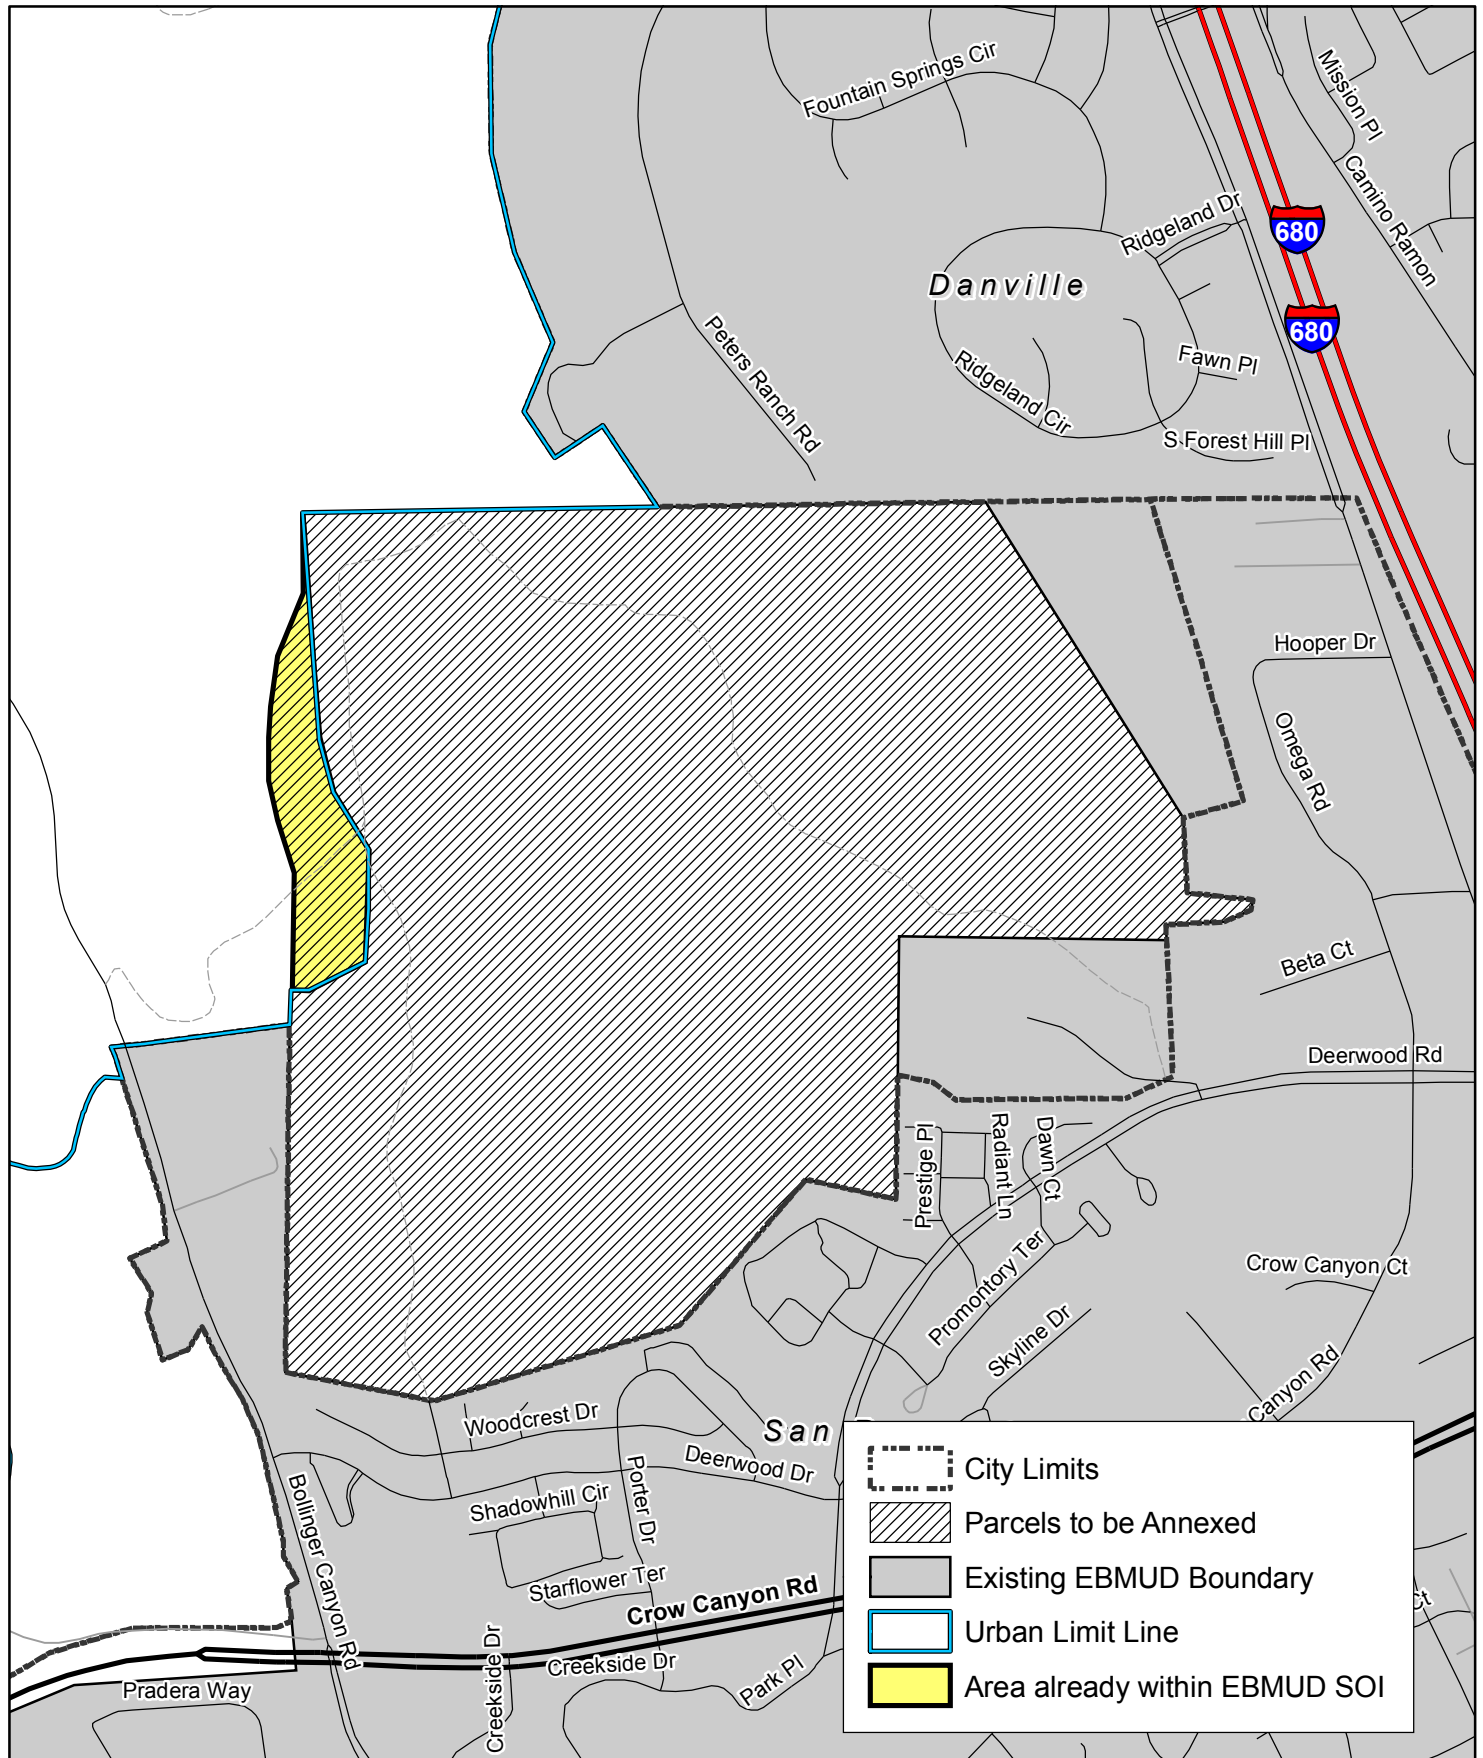 Fountain Springs Cir
Mission Pl
Camino Ramon
Ridgeland Dr
680
Danville
680
Peters Ranch Rd
Fawn Pl
Ridgeland Cir
S Forest Hill Pl
Hooper Dr
Omega Rd
Beta Ct
Deerwood Rd
Prestige Pl
Radiant Ln
Dawn Ct
Promontory Ter
Crow Canyon Ct
Skyline Dr
Canyon Rd
Woodcrest Dr
San
Deerwood Dr
Porter Dr
Shadowhill Cir
Bollinger Canyon Rd
Starflower Ter
Crow Canyon Rd
Creekside Dr
Creekside Dr
Park Pl
Pradera Way
Ct
City Limits
Parcels to be Annexed
Existing EBMUD Boundary
Urban Limit Line
Area already within EBMUD SOI